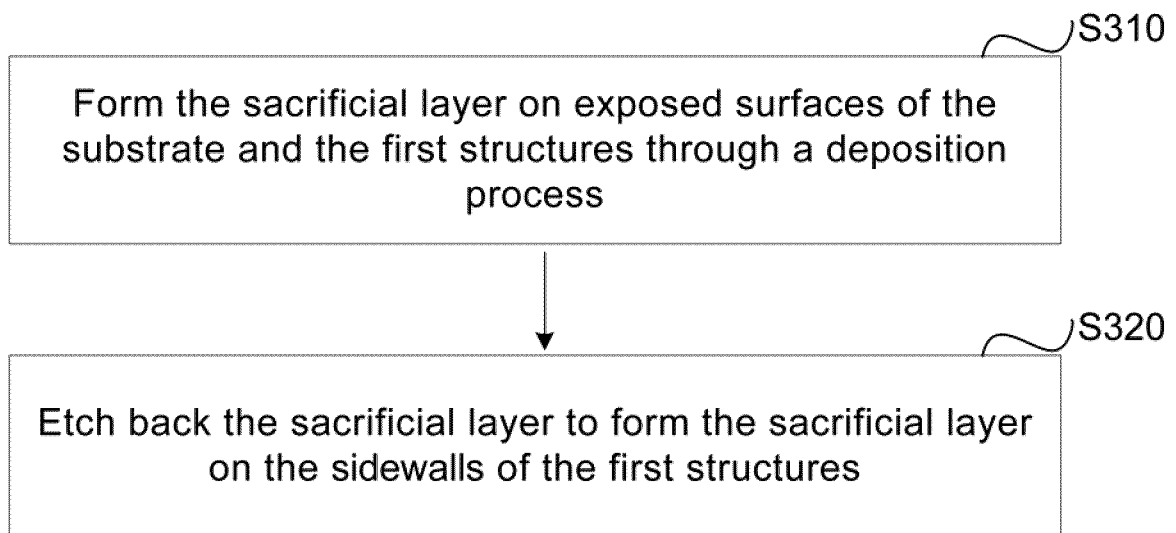 S310
Form the sacrificial layer on exposed surfaces of the
substrate and the first structures through a deposition
process
S320
Etch back the sacrificial layer to form the sacrificial layer
on the sidewalls of the first structures